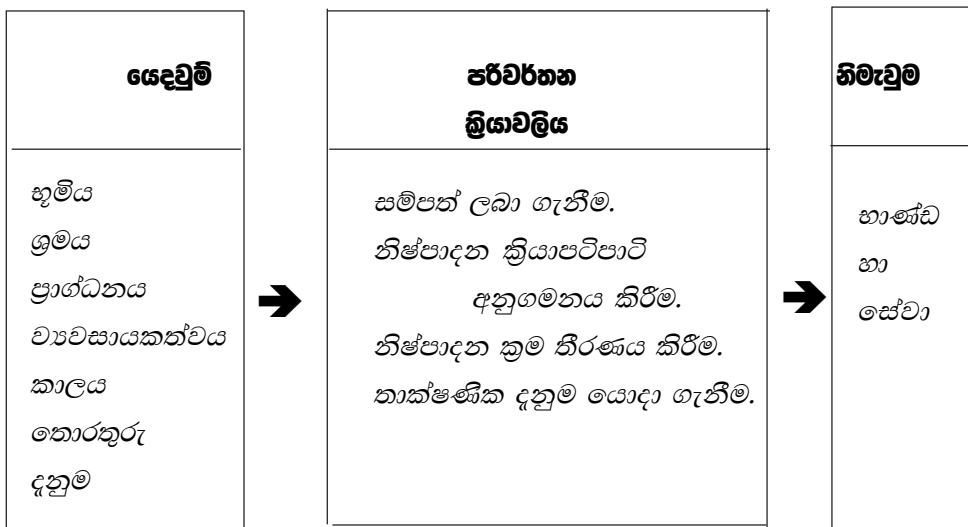 යෙදවුම්
භූමිය
ශ්‍රමය
ප්‍රාග්ධනය
ව්‍යවසායකත්වය
කාලය
තොරතුරු
දැනුම
පරිවර්තන
ක්‍රියාවලිය
සම්පත් ලබා ගැනීම.
නිෂ්පාදන ක්‍රියාපටිපාටි
අනුගමනය කිරීම.
නිෂ්පාදන ක්‍රම තීරණය කිරීම.
තාක්ෂණික දැනුම යොදා ගැනීම.
නිමැවුම
භාණ්ඩ
හා
සේවා